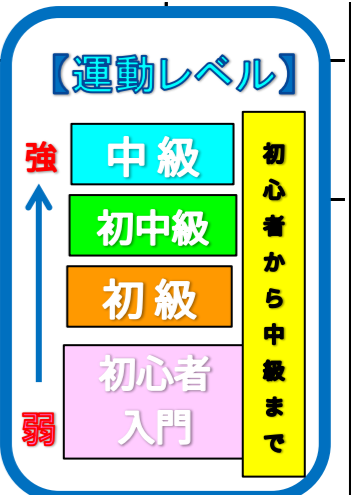 【運動レベル】
強
中級
初中級
初級
初心者
入門
弱
初心者から中級まで